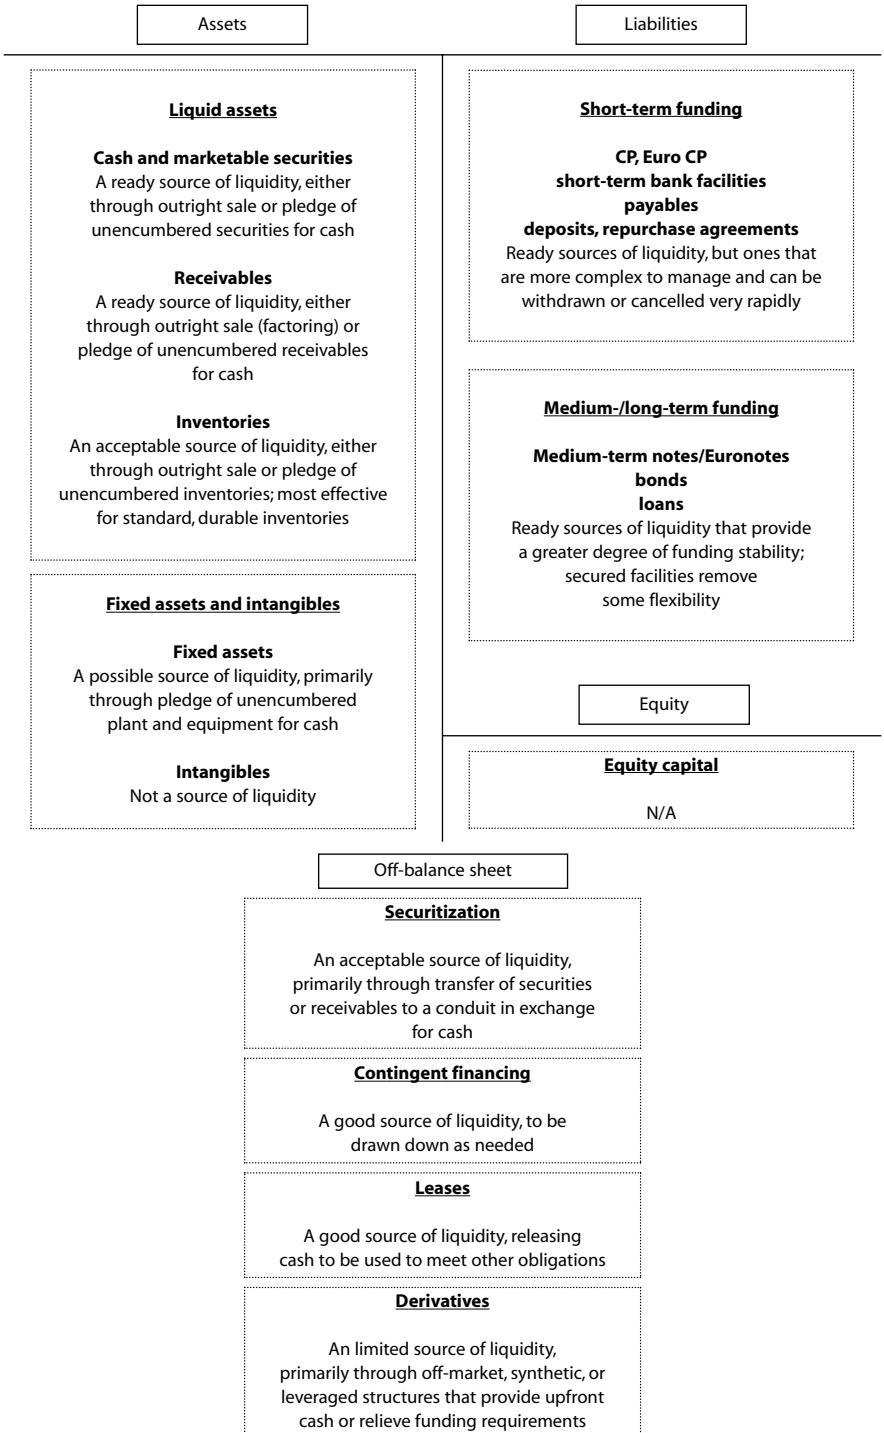 Assets
Liabilities
Liquid assets
Cash and marketable securities
A ready source of liquidity, either
through outright sale or pledge of
unencumbered securities for cash
Receivables
A ready source of liquidity, either
through outright sale (factoring) or
pledge of unencumbered receivables
for cash
Inventories
An acceptable source of liquidity, either
through outright sale or pledge of
unencumbered inventories; most effective
for standard, durable inventories
Fixed assets and intangibles
Fixed assets
A possible source of liquidity, primarily
through pledge of unencumbered
plant and equipment for cash
Intangibles
Not a source of liquidity
Short-term funding
CP, Euro CP
short-term bank facilities
payables
deposits, repurchase agreements
Ready sources of liquidity, but ones that
are more complex to manage and can be
withdrawn or cancelled very rapidly
Medium-/long-term funding
Medium-term notes/Euronotes
bonds
loans
Ready sources of liquidity that provide
a greater degree of funding stability;
secured facilities remove
some flexibility
Equity
Equity capital
N/A
Off-balance sheet
Securitization
An acceptable source of liquidity,
primarily through transfer of securities
or receivables to a conduit in exchange
for cash
Contingent financing
A good source of liquidity, to be
drawn down as needed
Leases
A good source of liquidity, releasing
cash to be used to meet other obligations
Derivatives
An limited source of liquidity,
primarily through off-market, synthetic, or
leveraged structures that provide upfront
cash or relieve funding requirements